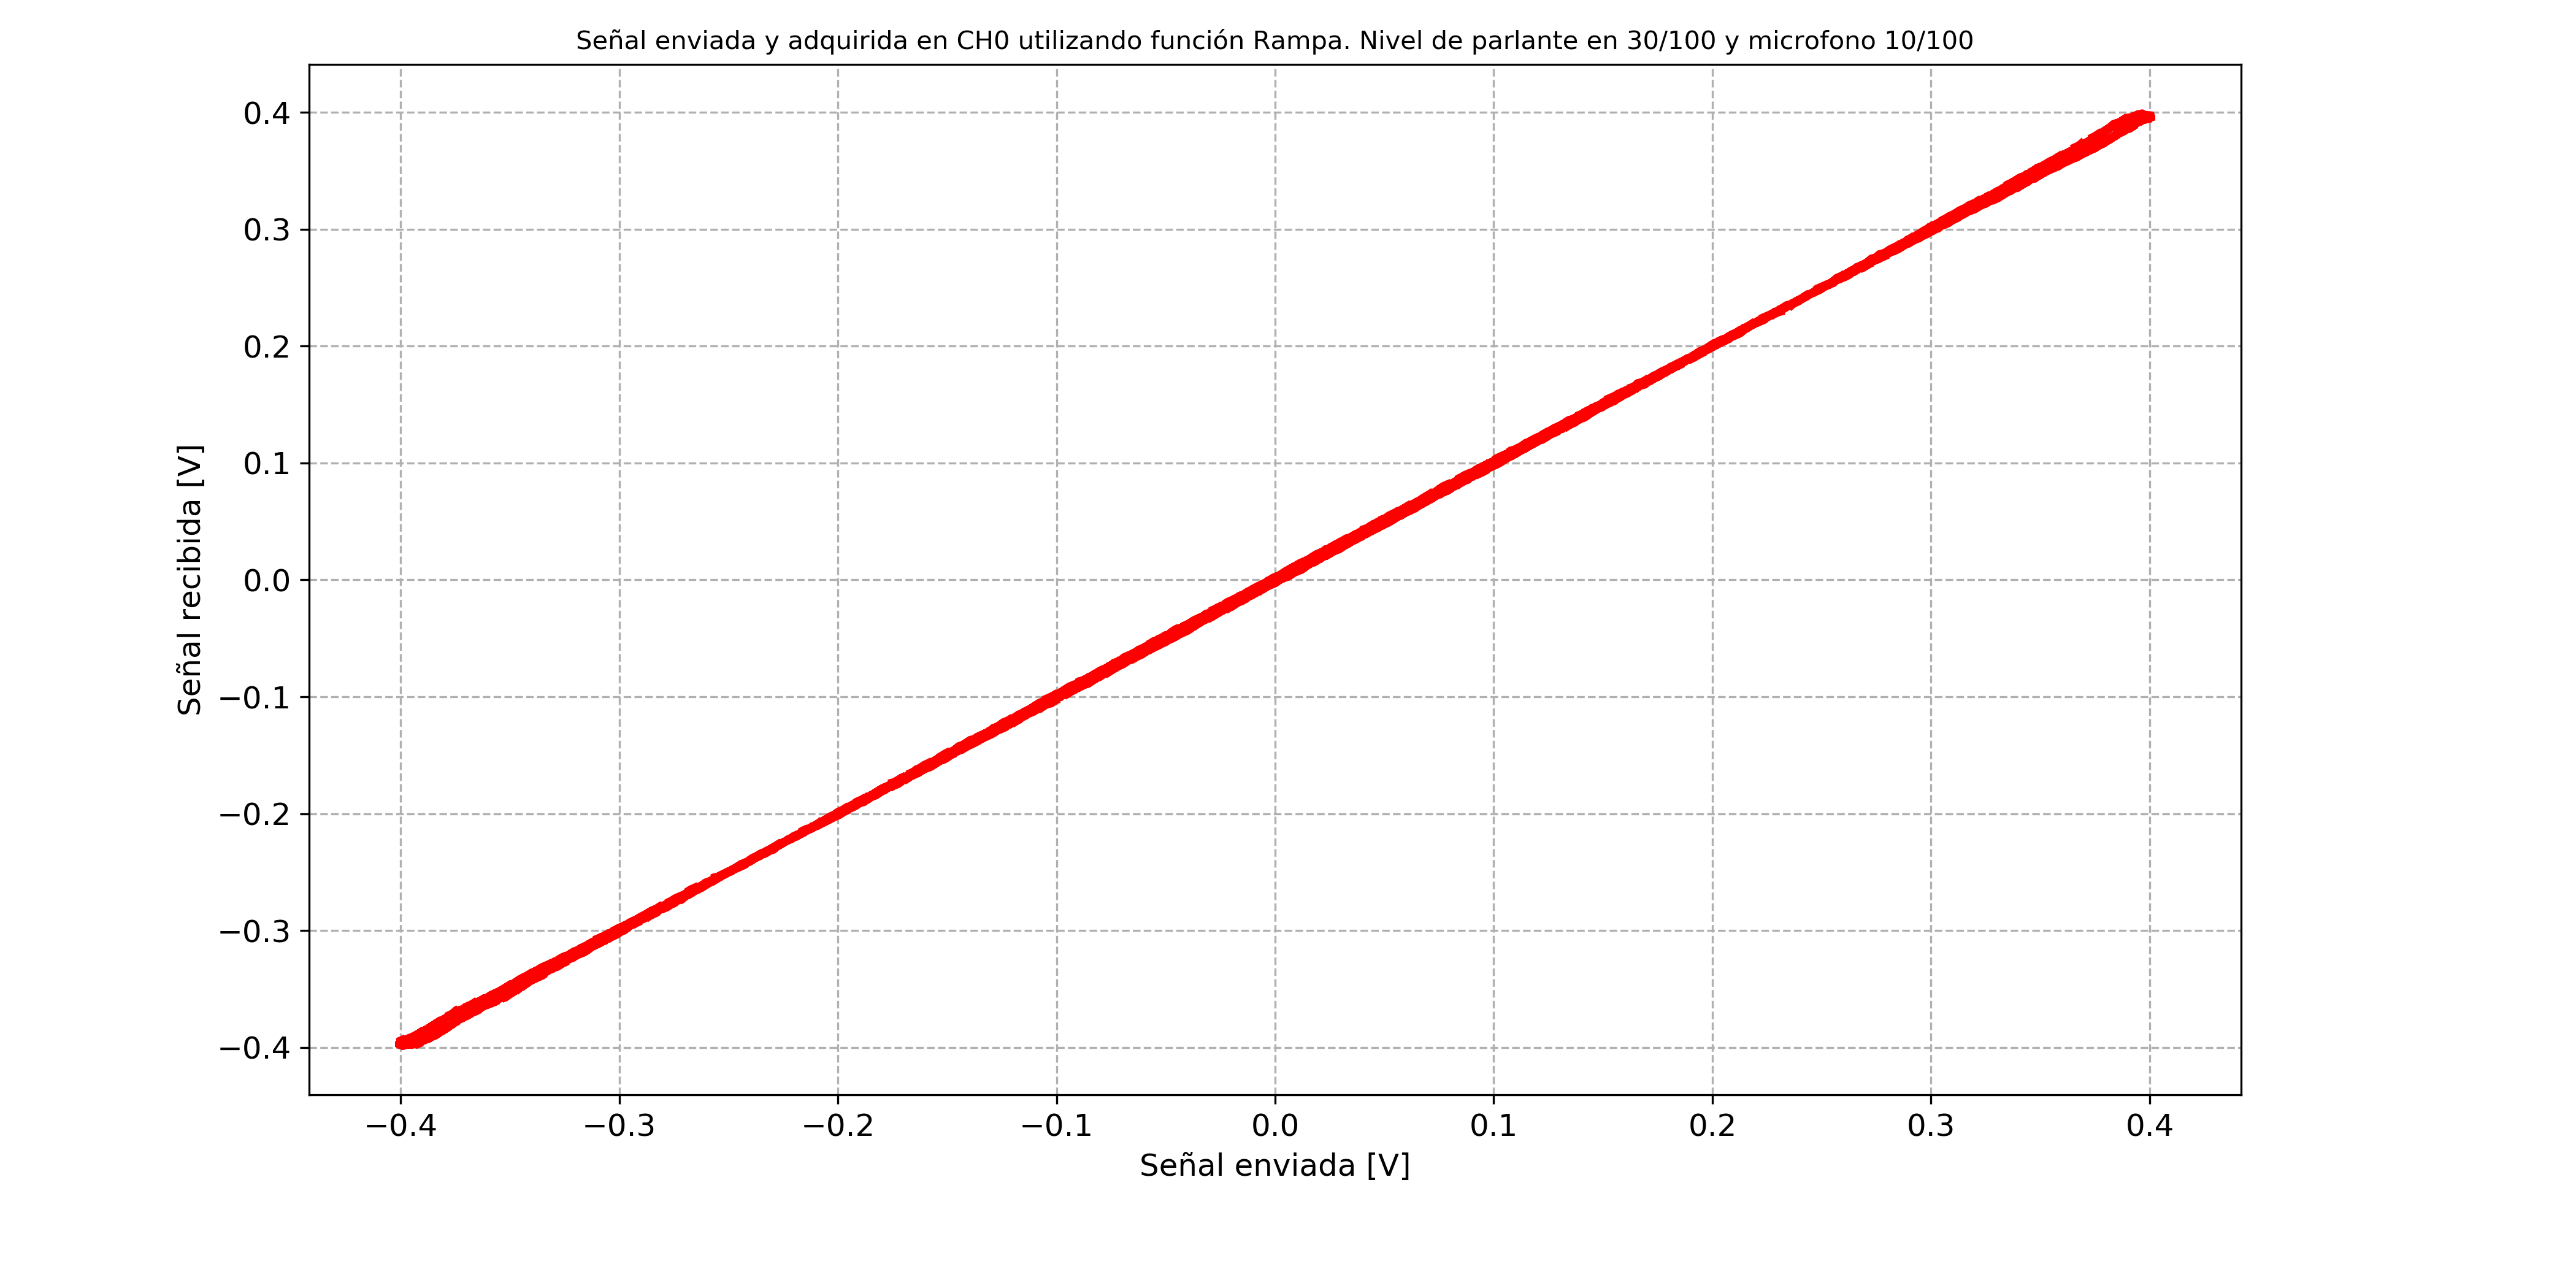 Señal enviada y adquirida en CH0 utilizando función Rampa. Nivel de parlante en 30/100 y microfono 10/100
Señal recibida [V]
0.4
0.3
0.2
0.1
0.0
−0.1
−0.2
−0.3
−0.4
−0.4 −0.3 −0.2 −0.1 0.0 0.1 0.2 0.3 0.4
Señal enviada [V]